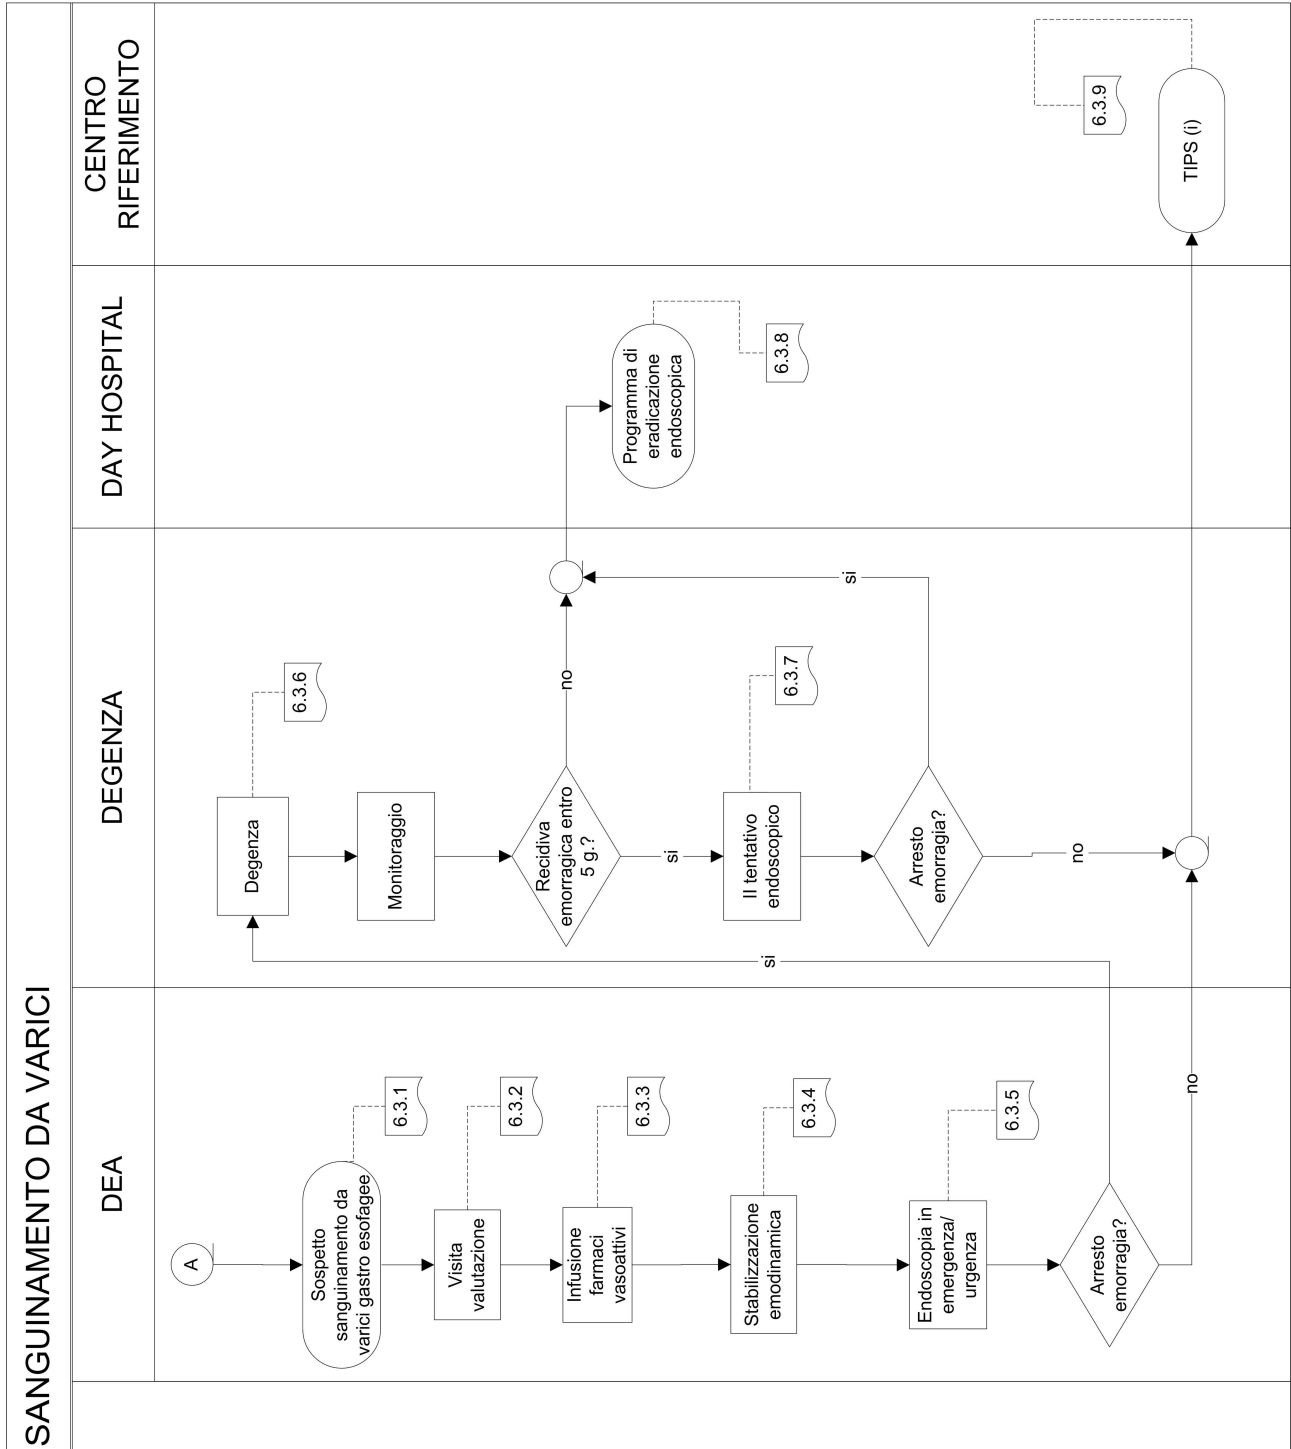 SANGUINAMENTO DA VARICI
DEA
DEGENZA
DAY HOSPITAL
CENTRO
RIFERIMENTO
A
Sospetto
sanguinamento da
varici gastro esofagee
6.3.1
Visita
valutazione
6.3.2
Infusione
farmaci
vasoattivi
6.3.3
Stabilizzazione
emodinamica
6.3.4
Endoscopia in
emergenza/
urgenza
6.3.5
Arresto
emorragia?
si
no
Degenza
6.3.6
Monitoraggio
Recidiva
emorragica entro
5 g.?
no
si
II tentativo
endoscopico
6.3.7
Arresto
emorragia?
si
no
Programma di
eradicazione
endoscopica
6.3.8
TIPS (i)
6.3.9